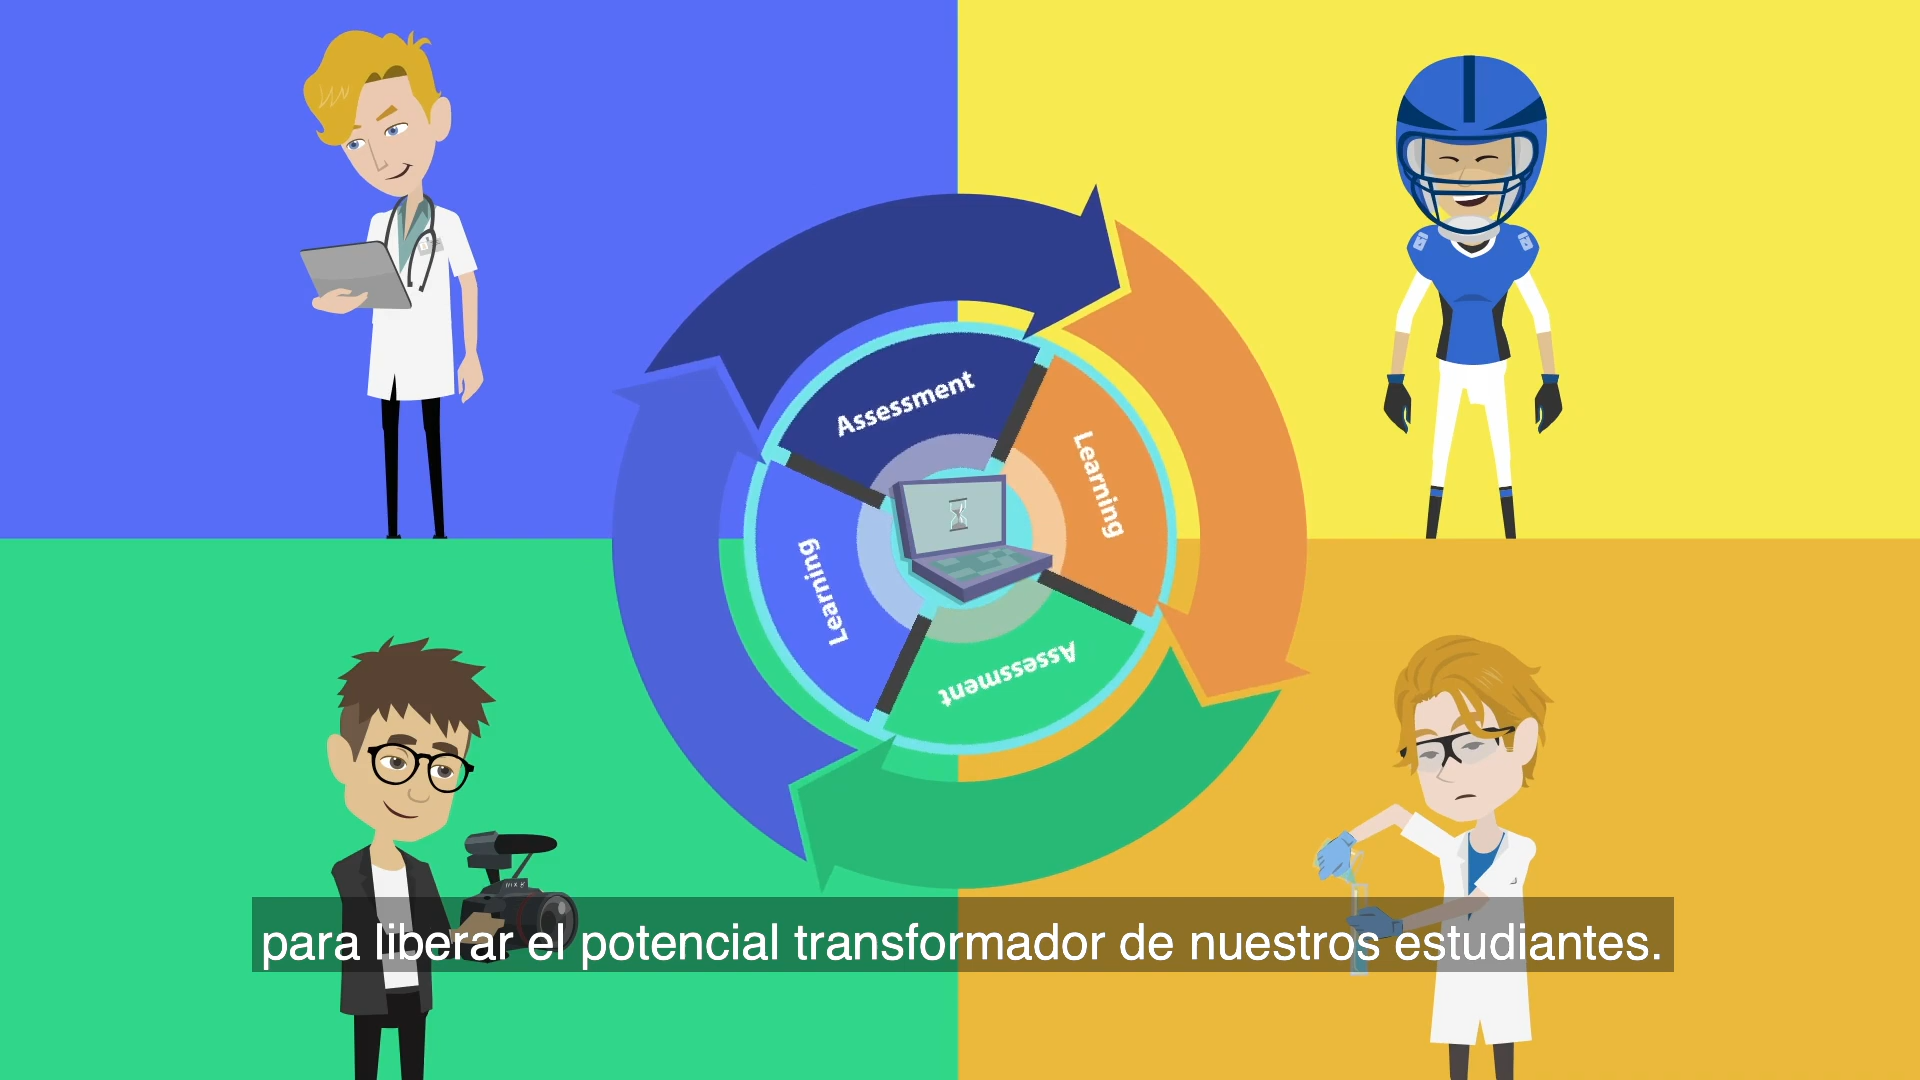 Assessment
Learning
Learning
Assessment
para liberar el potencial transformador de nuestros estudiantes.